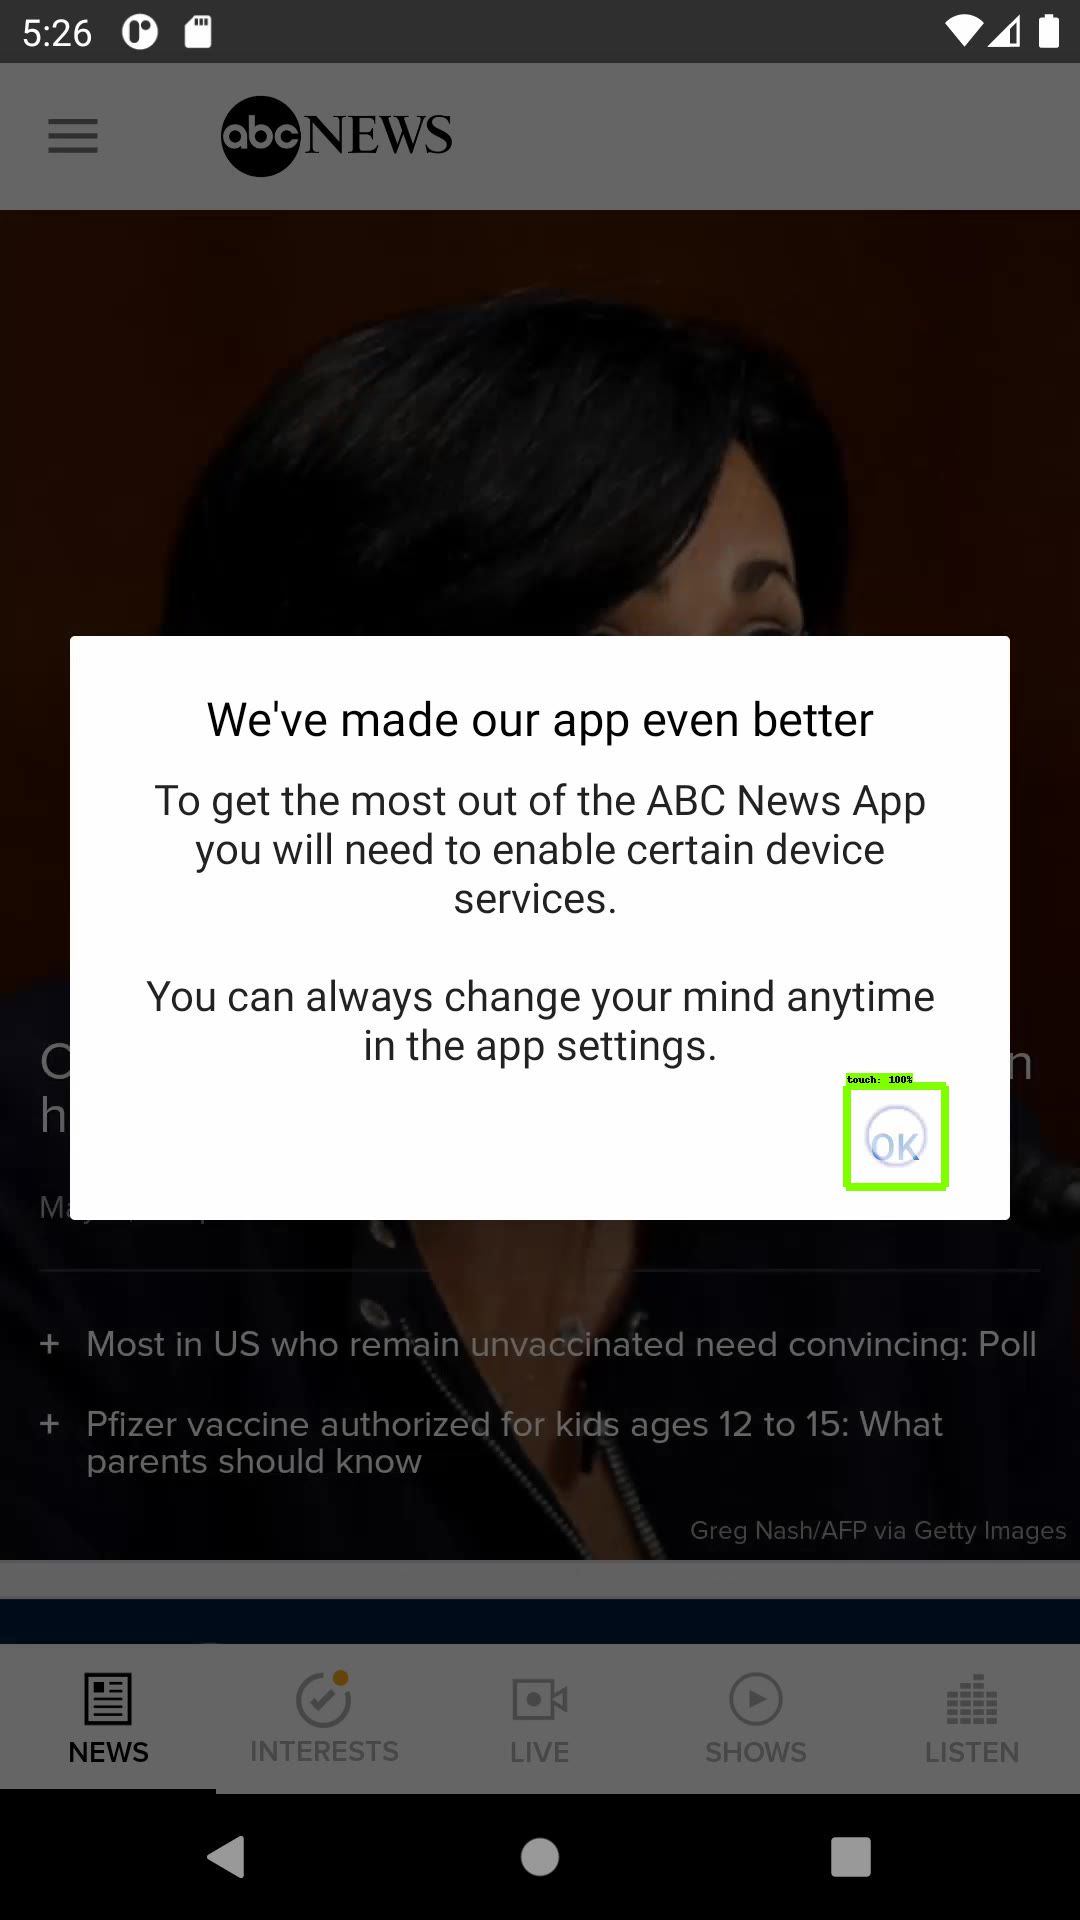 5:26
abc NEWS
We've made our app even better
To get the most out of the ABC News App
you will need to enable certain device
services.
You can always change your mind anytime
in the app settings.
touch: 100%
OK
+ Most in US who remain unvaccinated need convincing: Poll
+ Pfizer vaccine authorized for kids ages 12 to 15: What
parents should know
Greg Nash/AFP via Getty Images
NEWS
INTERESTS
LIVE
SHOWS
LISTEN